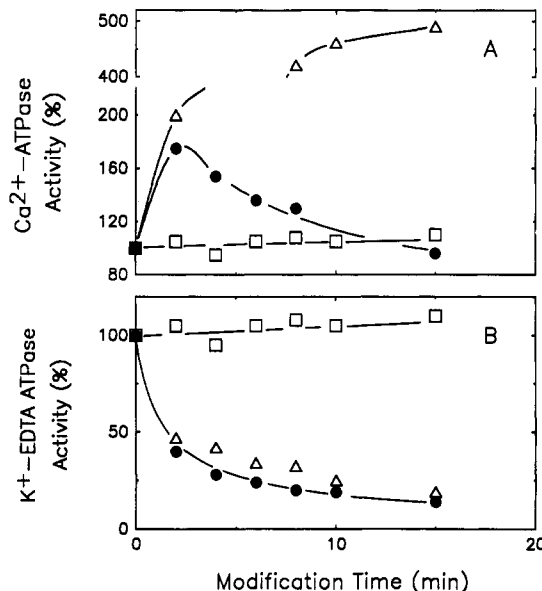 500
400
200
160
120
80
Ca2+−ATPase
Activity (%)
A
100
50
0
K+−EDTA ATPase
Activity (%)
B
0
10
20
Modification Time (min)